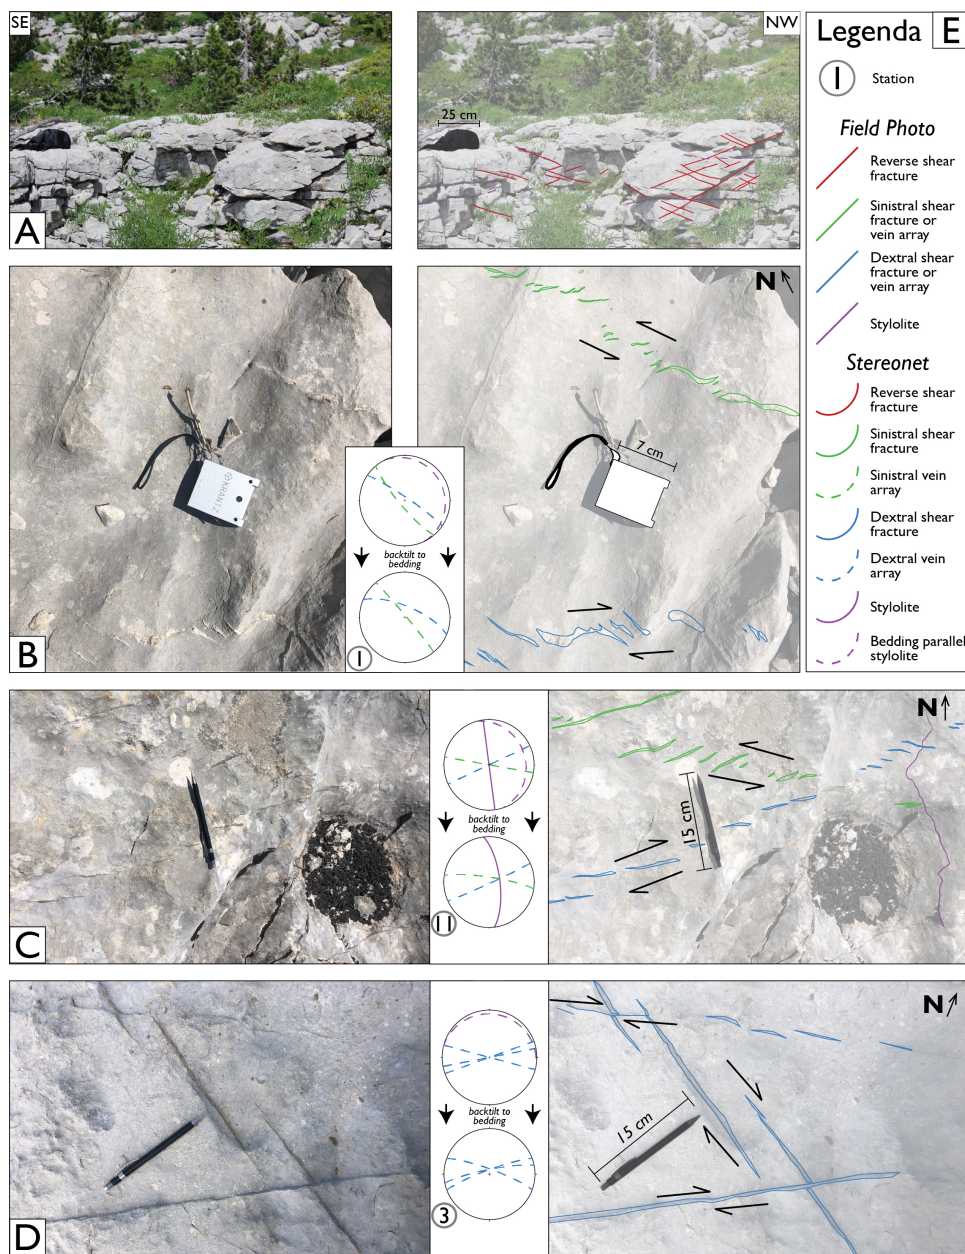 SE
NW
25 cm
A
Legenda
E
1
Station
Field Photo
Reverse shear
fracture
Sinistral shear
fracture or
vein array
Dextral shear
fracture or
vein array
Stylolite
Stereonet
Reverse shear
fracture
Sinistral shear
fracture
Sinistral vein
array
Dextral shear
fracture
Dextral vein
array
Stylolite
Bedding parallel
stylolite
N
7 cm
KRANTZ
backtilt to
bedding
1
B
N
15 cm
backtilt to
bedding
11
C
N
15 cm
backtilt to
bedding
3
D